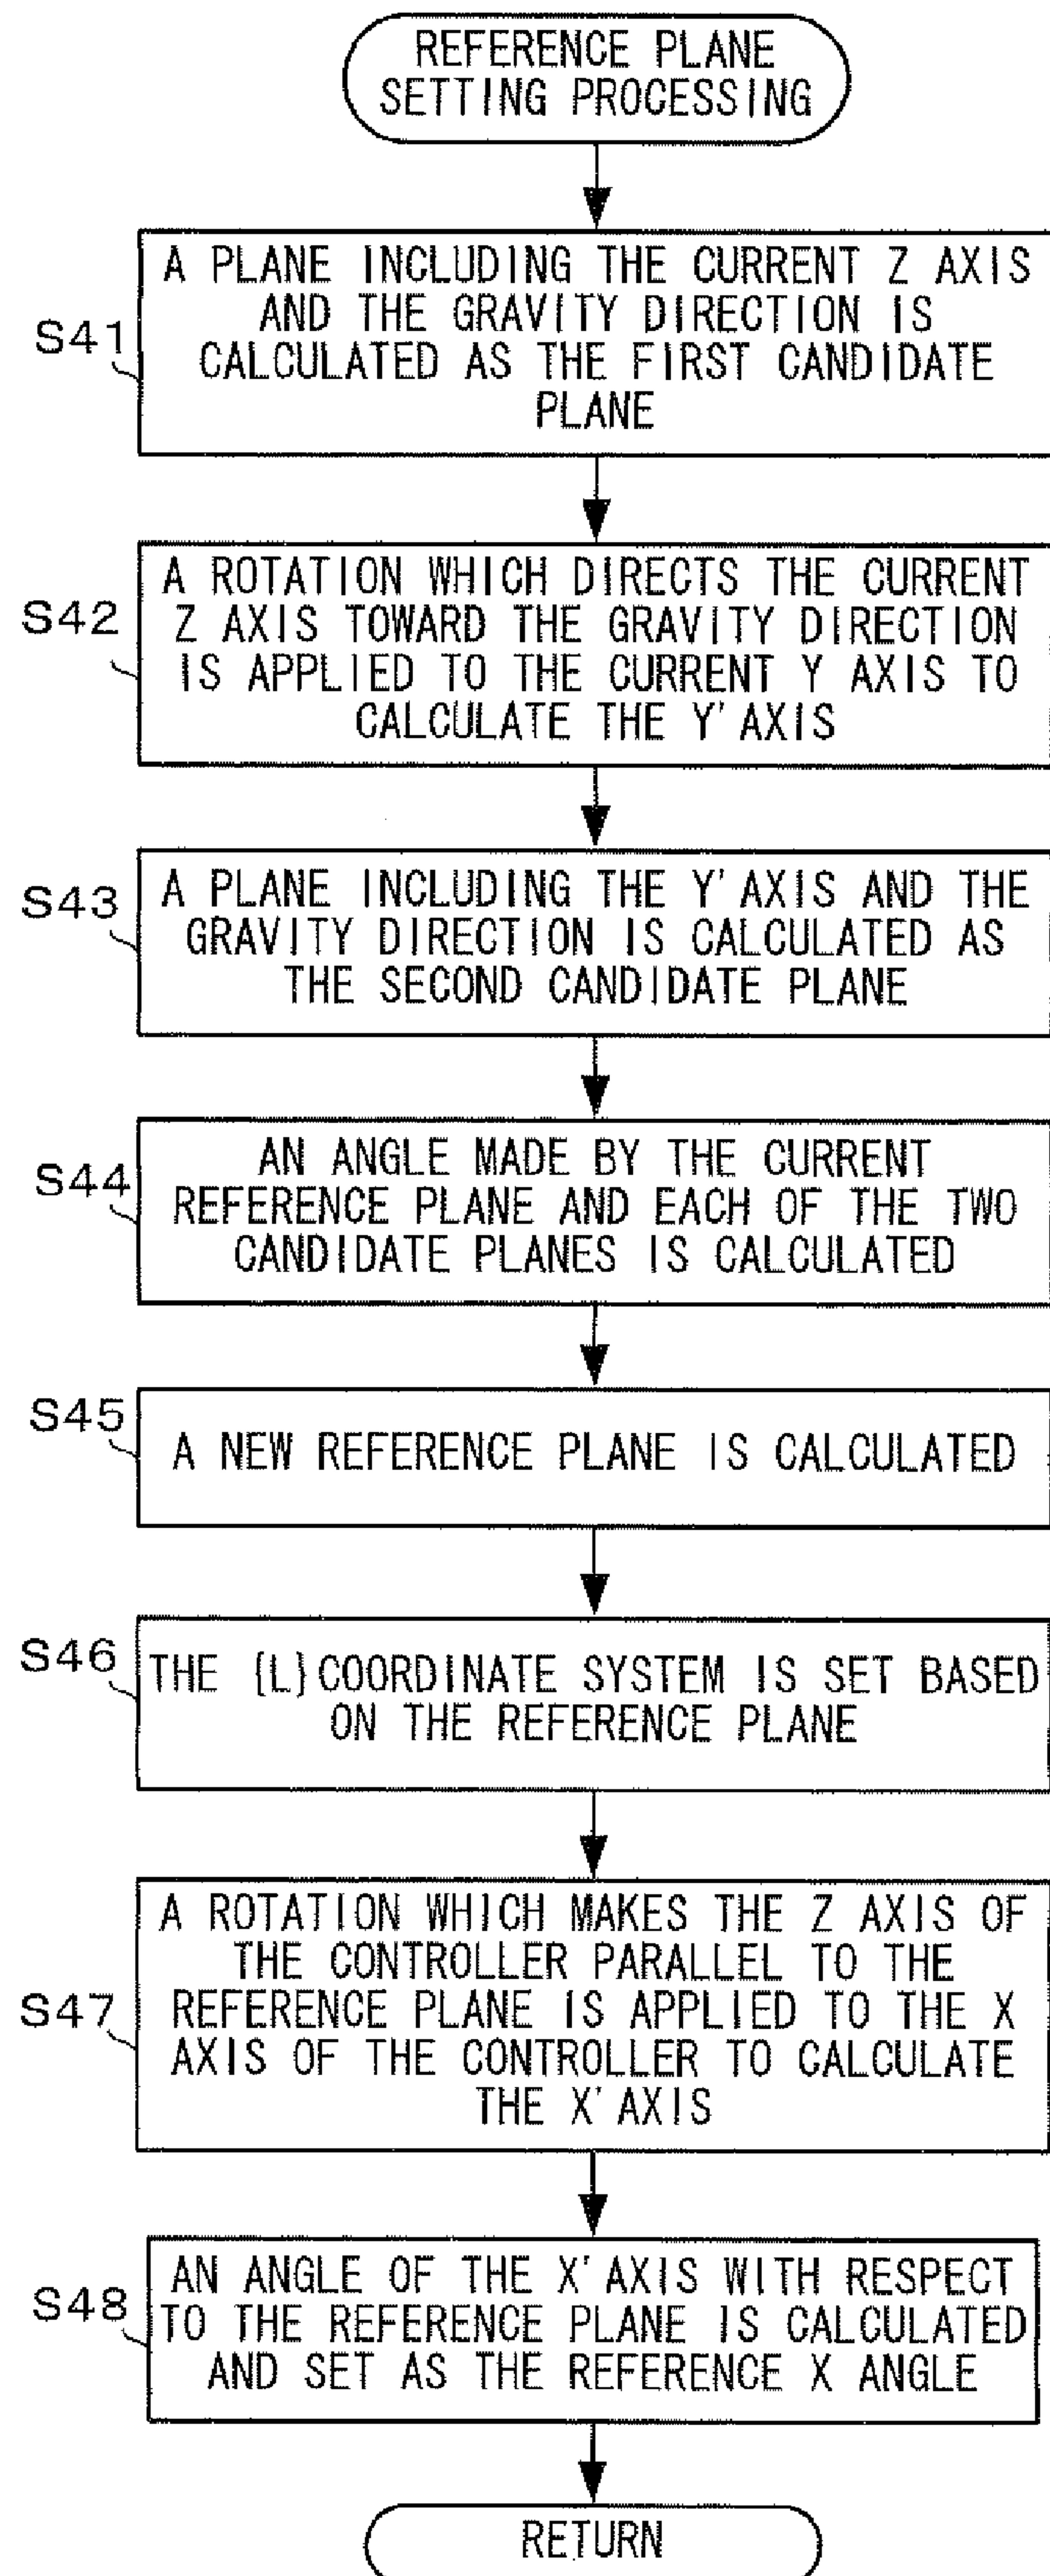 REFERENCE PLANE
SETTING PROCESSING
S41
A PLANE INCLUDING THE CURRENT Z AXIS
AND THE GRAVITY DIRECTION IS
CALCULATED AS THE FIRST CANDIDATE
PLANE
S42
A ROTATION WHICH DIRECTS THE CURRENT
Z AXIS TOWARD THE GRAVITY DIRECTION
IS APPLIED TO THE CURRENT Y AXIS TO
CALCULATE THE Y'AXIS
S43
A PLANE INCLUDING THE Y'AXIS AND THE
GRAVITY DIRECTION IS CALCULATED AS
THE SECOND CANDIDATE PLANE
S44
AN ANGLE MADE BY THE CURRENT
REFERENCE PLANE AND EACH OF THE TWO
CANDIDATE PLANES IS CALCULATED
S45
A NEW REFERENCE PLANE IS CALCULATED
S46
THE {L}COORDINATE SYSTEM IS SET BASED
ON THE REFERENCE PLANE
S47
A ROTATION WHICH MAKES THE Z AXIS OF
THE CONTROLLER PARALLEL TO THE
REFERENCE PLANE IS APPLIED TO THE X
AXIS OF THE CONTROLLER TO CALCULATE
THE X'AXIS
S48
AN ANGLE OF THE X'AXIS WITH RESPECT
TO THE REFERENCE PLANE IS CALCULATED
AND SET AS THE REFERENCE X ANGLE
RETURN